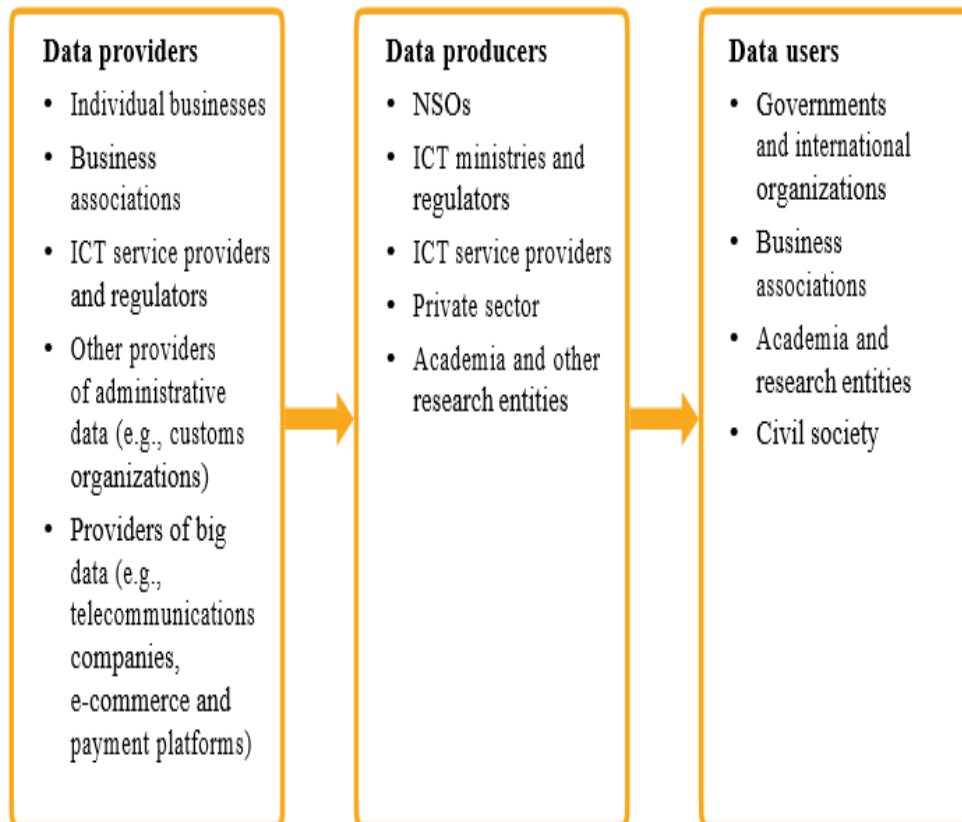 Data providers
• Individual businesses
• Business
associations
• ICT service providers
and regulators
• Other providers
of administrative
data (e.g., customs
organizations)
• Providers of big
data (e.g.,
telecommunications
companies,
e-commerce and
payment platforms)
Data producers
• NSOs
• ICT ministries and
regulators
• ICT service providers
• Private sector
• Academia and other
research entities
Data users
• Governments
and international
organizations
• Business
associations
• Academia and
research entities
• Civil society